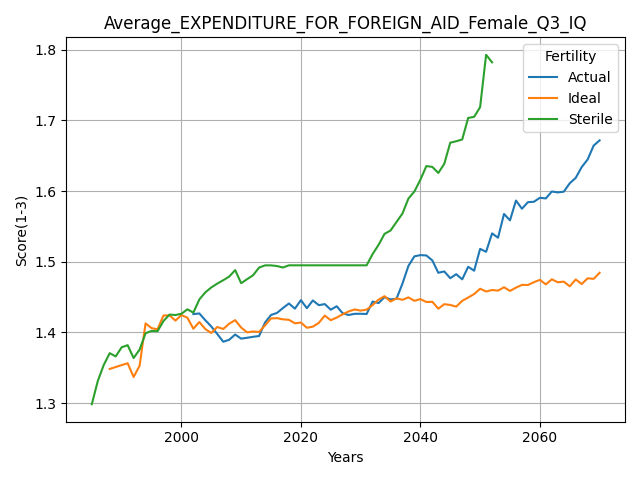 Average_EXPENDITURE_FOR_FOREIGN_AID_Female_Q3_IQ
Fertility
Actual
Ideal
Sterile
Score(1-3)
1.8
1.7
1.6
1.5
1.4
1.3
2000
2020
2040
2060
Years